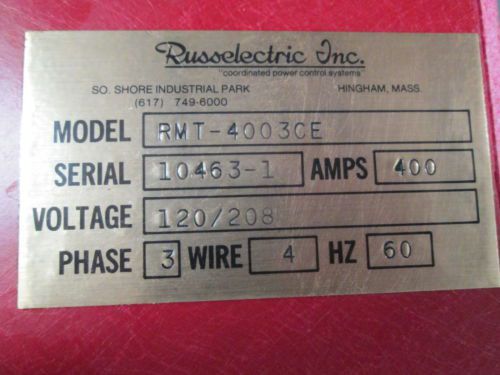 Russelectric Inc.
"coordinated power control systems"
SO. SHORE INDUSTRIAL PARK HINGHAM, MASS.
(617) 749-6000
MODEL RMT-4003CE
SERIAL 10463-1 AMPS 400
VOLTAGE 120/208
PHASE 3 WIRE 4 HZ 60